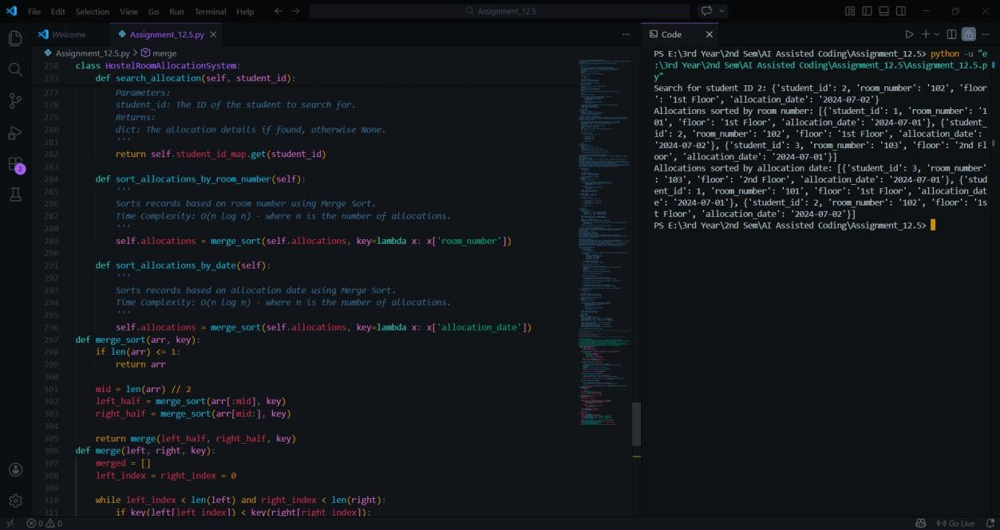 File Edit Selection View Go Run Terminal Help
Assignment_12.5
Welcome
Assignment_12.5.py
Assignment_12.5.py > merge
258 class HostelRoomAllocationSystem:
273     def search_allocation(self, student_id):
277         Parameters:
278         student_id: The ID of the student to search for.
279         Returns:
280         dict: The allocation details if found, otherwise None.
281         '''
282         return self.student_id_map.get(student_id)
283
284     def sort_allocations_by_room_number(self):
285         '''
286         Sorts records based on room number using Merge Sort.
287         Time Complexity: O(n log n) - where n is the number of allocations.
288         '''
289         self.allocations = merge_sort(self.allocations, key=lambda x: x['room_number'])
290
291     def sort_allocations_by_date(self):
292         '''
293         Sorts records based on allocation date using Merge Sort.
294         Time Complexity: O(n log n) - where n is the number of allocations.
295         '''
296         self.allocations = merge_sort(self.allocations, key=lambda x: x['allocation_date'])
297 def merge_sort(arr, key):
298     if len(arr) <= 1:
299         return arr
300
301     mid = len(arr) // 2
302     left_half = merge_sort(arr[:mid], key)
303     right_half = merge_sort(arr[mid:], key)
304
305     return merge(left_half, right_half, key)
306 def merge(left, right, key):
307     merged = []
308     left_index = right_index = 0
309
310     while left_index < len(left) and right_index < len(right):
311         if key(left[left_index]) < key(right[right_index]):
Code
PS E:\3rd Year\2nd Sem\AI Assisted Coding\Assignment_12.5> python -u "e
:\3rd Year\2nd Sem\AI Assisted Coding\Assignment_12.5\Assignment_12.5.p
y"
Search for student ID 2: {'student_id': 2, 'room_number': '102', 'floor
': '1st Floor', 'allocation_date': '2024-07-02'}
Allocations sorted by room number: [{'student_id': 1, 'room_number': '1
01', 'floor': '1st Floor', 'allocation_date': '2024-07-01'}, {'student_
id': 2, 'room_number': '102', 'floor': '1st Floor', 'allocation_date': 
'2024-07-02'}, {'student_id': 3, 'room_number': '103', 'floor': '2nd Fl
oor', 'allocation_date': '2024-07-01'}]
Allocations sorted by allocation date: [{'student_id': 3, 'room_number'
: '103', 'floor': '2nd Floor', 'allocation_date': '2024-07-01'}, {'stud
ent_id': 1, 'room_number': '101', 'floor': '1st Floor', 'allocation_dat
e': '2024-07-01'}, {'student_id': 2, 'room_number': '102', 'floor': '1s
t Floor', 'allocation_date': '2024-07-02'}]
PS E:\3rd Year\2nd Sem\AI Assisted Coding\Assignment_12.5>
2
0 0
Go Live